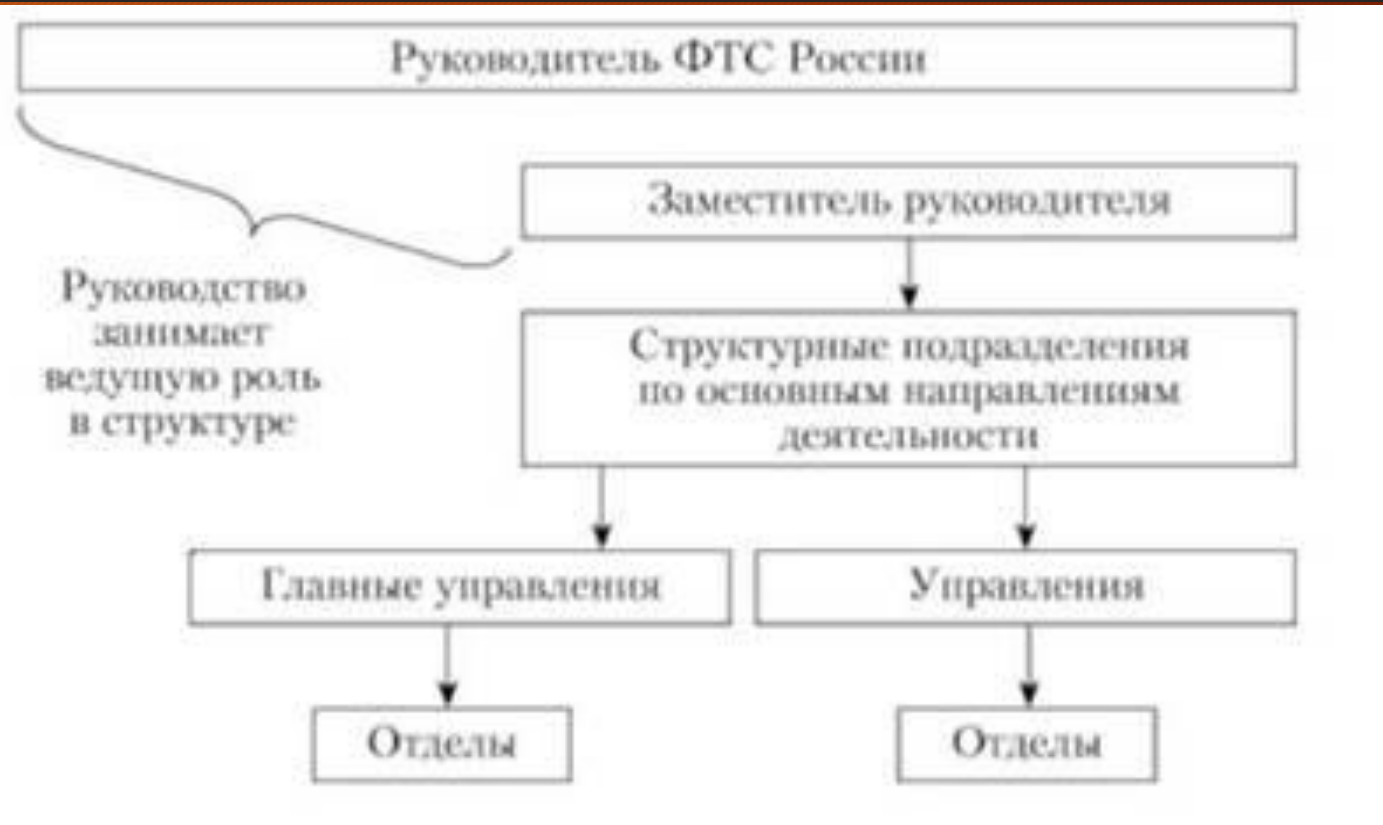 Руководитель ФТС России
Заместитель руководителя
Руководство
занимает
ведущую роль
в структуре
Структурные подразделения
по основным направлениям
деятельности
Главные управления
Управления
Отделы
Отделы